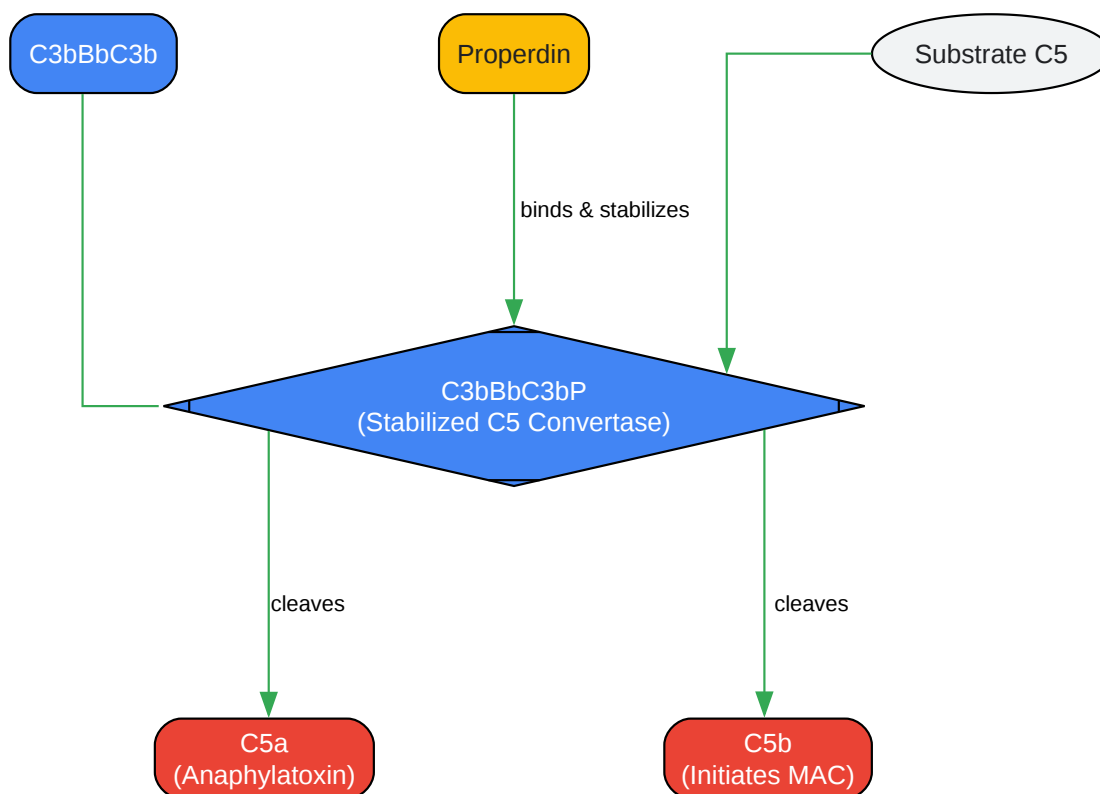 C3bBbC3b
Properdin
Substrate C5
binds & stabilizes
C3bBbC3bP
(Stabilized C5 Convertase)
cleaves
cleaves
C5a
(Anaphylatoxin)
C5b
(Initiates MAC)